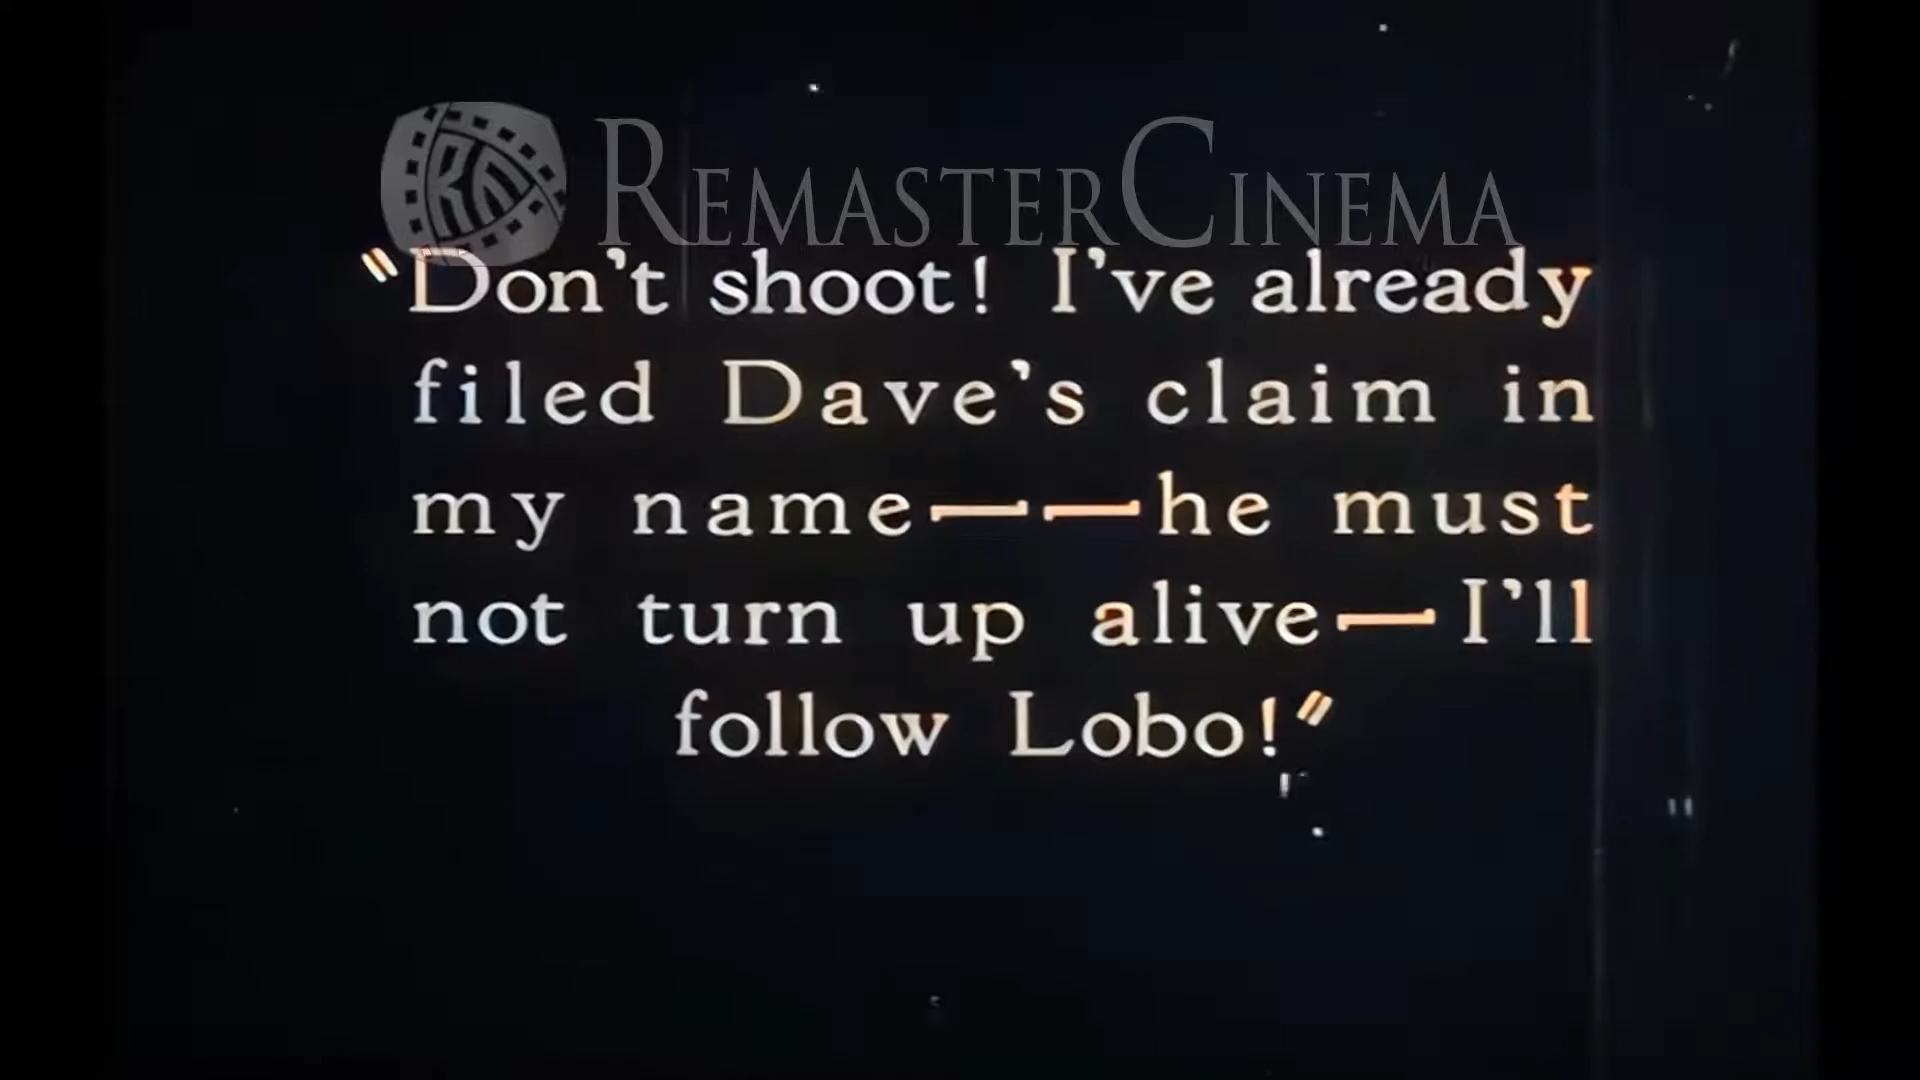 REMASTERCINEMA
"Don't shoot! I've already
filed Dave's claim in
my name——he must
not turn up alive—I'll
follow Lobo!"